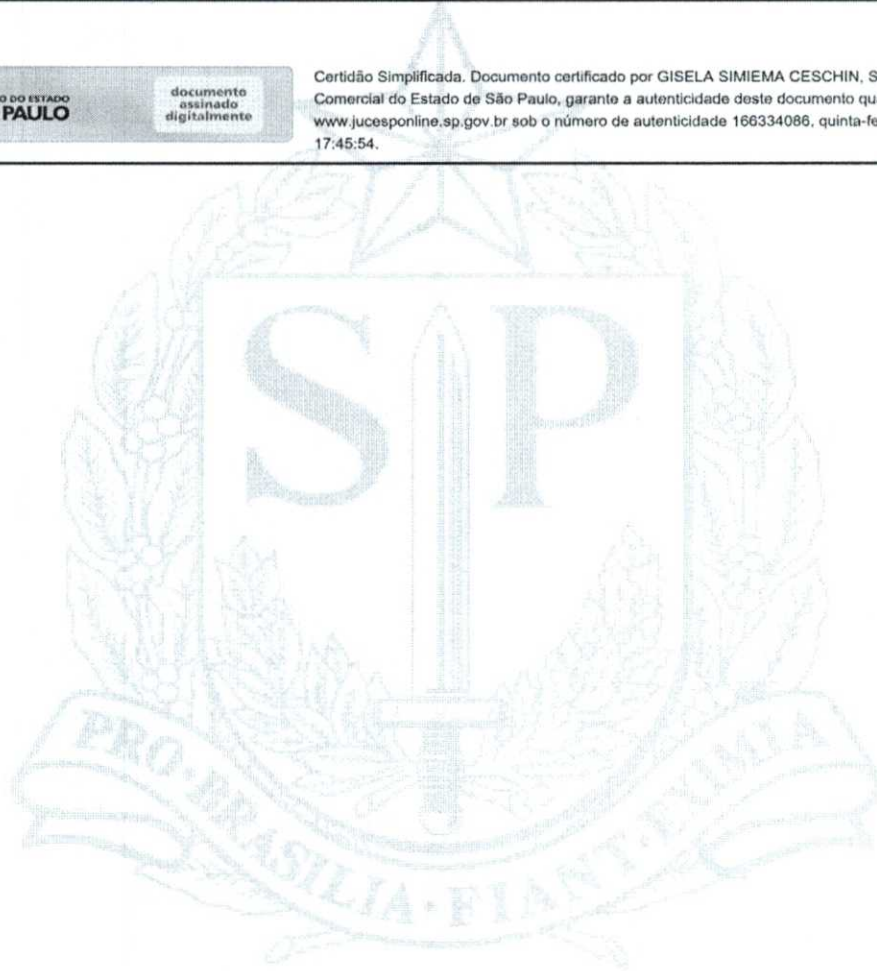 O DO ESTADO
PAULO
documento
assinado
digitalmente
Certidão Simplificada. Documento certificado por GISELA SIMIEMA CESCHIN, S
Comercial do Estado de São Paulo, garante a autenticidade deste documento qu
www.jucesponline.sp.gov.br sob o número de autenticidade 166334086, quinta-fe
17:45:54.
S P
PRO·BRASILIA·FIANT·EXIMIA